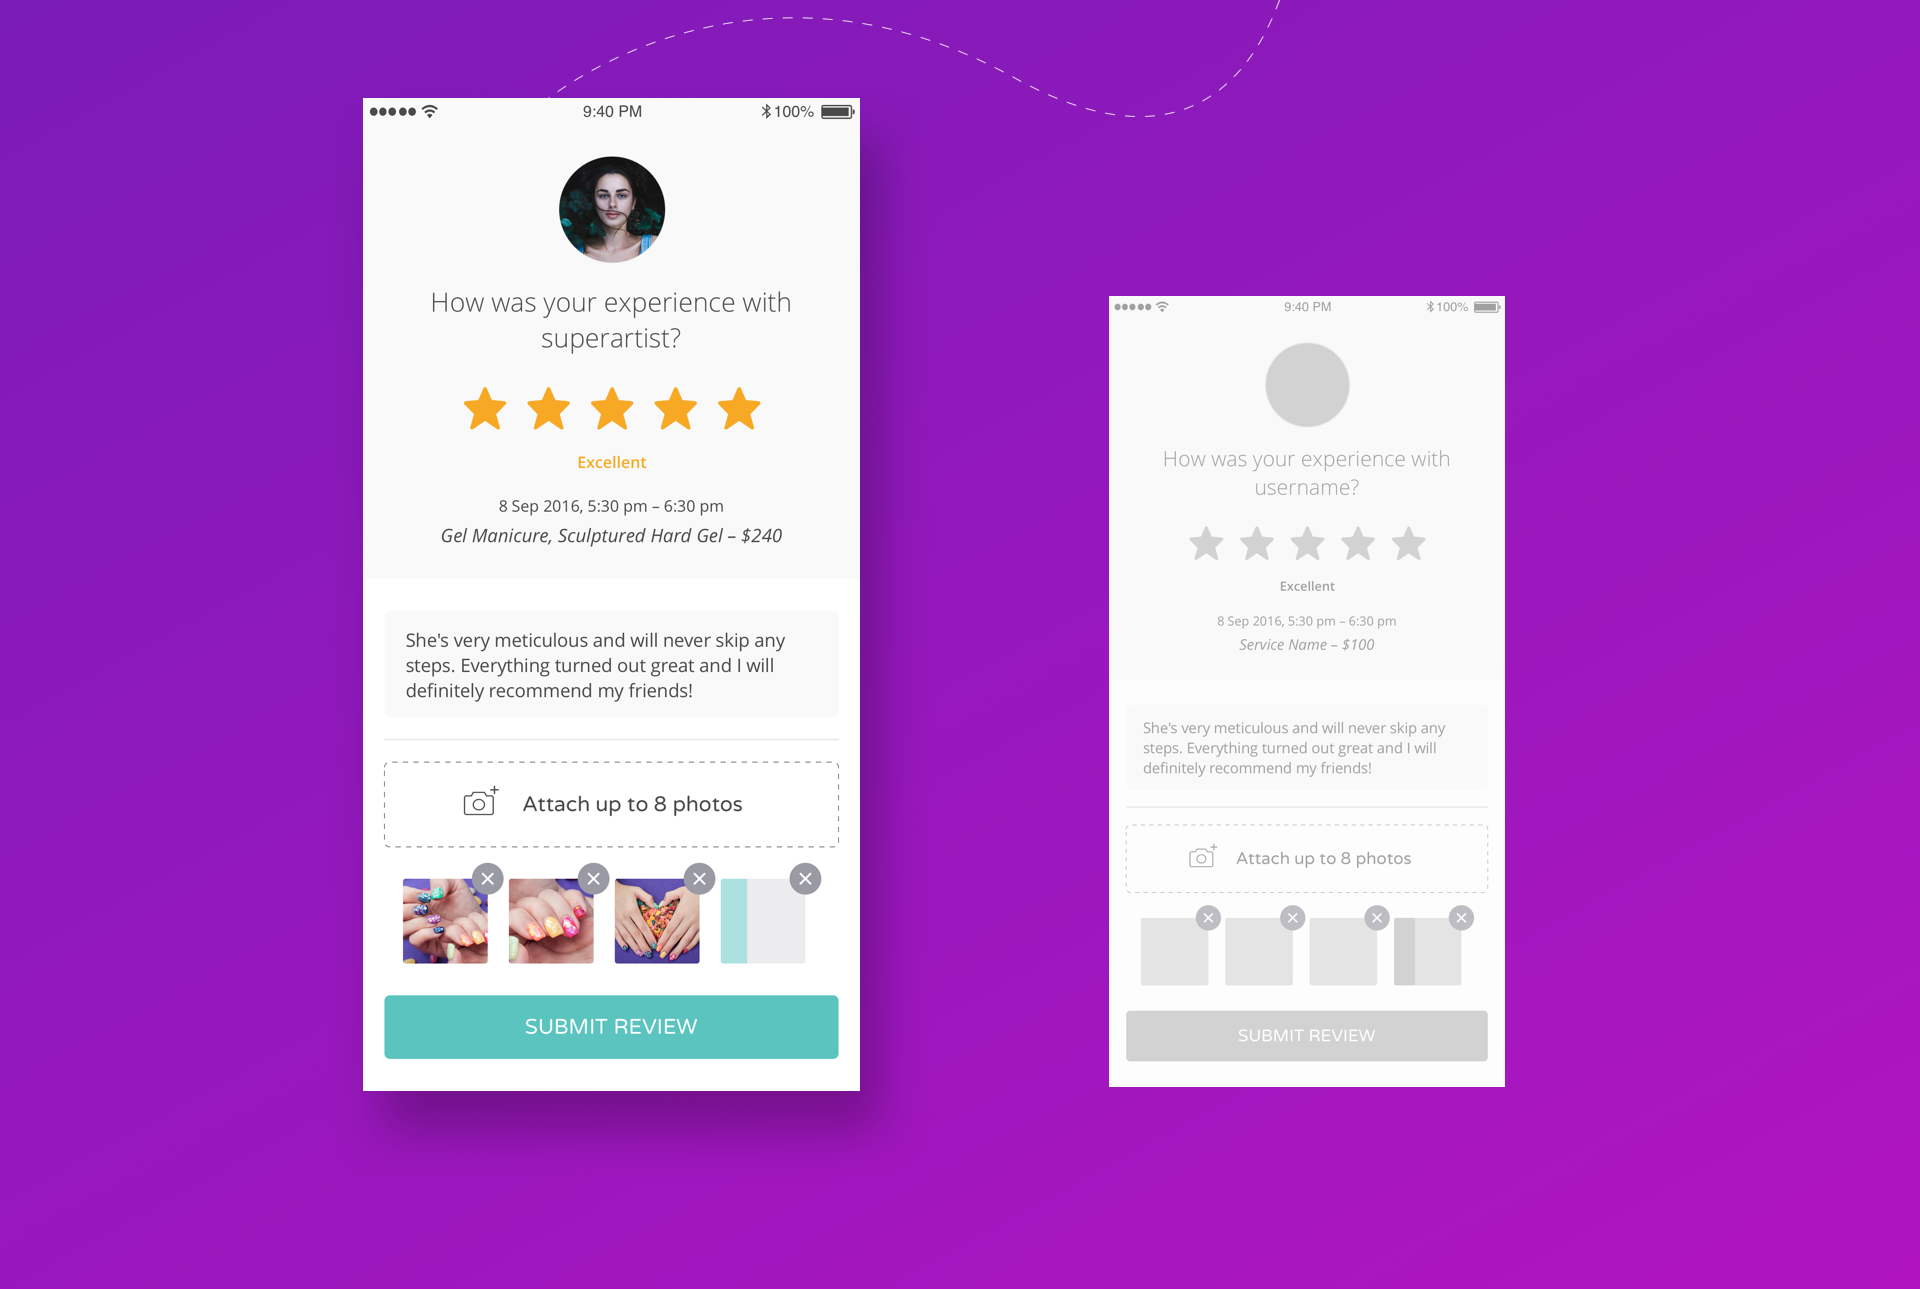 9:40 PM
100%
How was your experience with
superartist?
Excellent
8 Sep 2016, 5:30 pm – 6:30 pm
Gel Manicure, Sculptured Hard Gel – $240
She's very meticulous and will never skip any
steps. Everything turned out great and I will
definitely recommend my friends!
Attach up to 8 photos
SUBMIT REVIEW
9:40 PM
100%
How was your experience with
username?
Excellent
8 Sep 2016, 5:30 pm – 6:30 pm
Service Name – $100
She's very meticulous and will never skip any
steps. Everything turned out great and I will
definitely recommend my friends!
Attach up to 8 photos
SUBMIT REVIEW